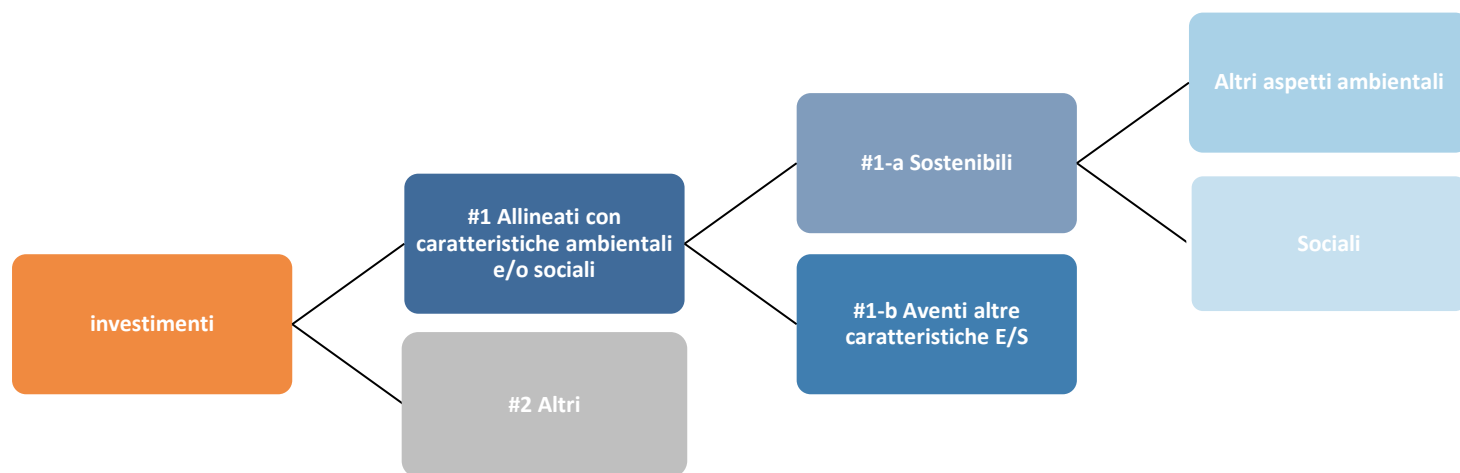 investimenti
#1 Allineati con
caratteristiche ambientali
e/o sociali
#2 Altri
#1-a Sostenibili
#1-b Aventi altre
caratteristiche E/S
Altri aspetti ambientali
Sociali